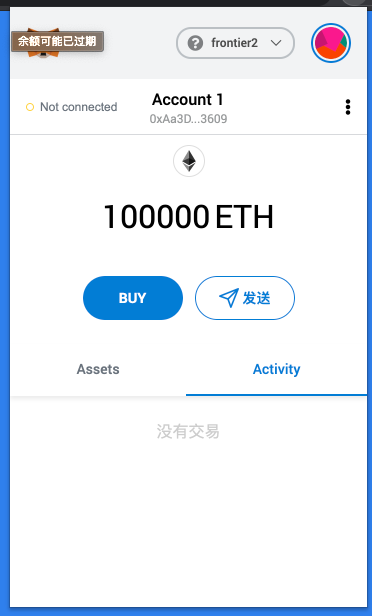 余额可能已过期
frontier2
Not connected
Account 1
0xAa3D...3609
100000 ETH
BUY
发送
Assets
Activity
没有交易